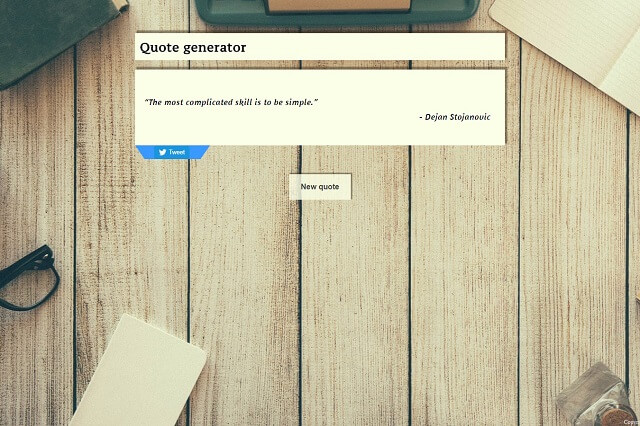 Quote generator
“The most complicated skill is to be simple.”
- Dejan Stojanovic
Tweet
New quote